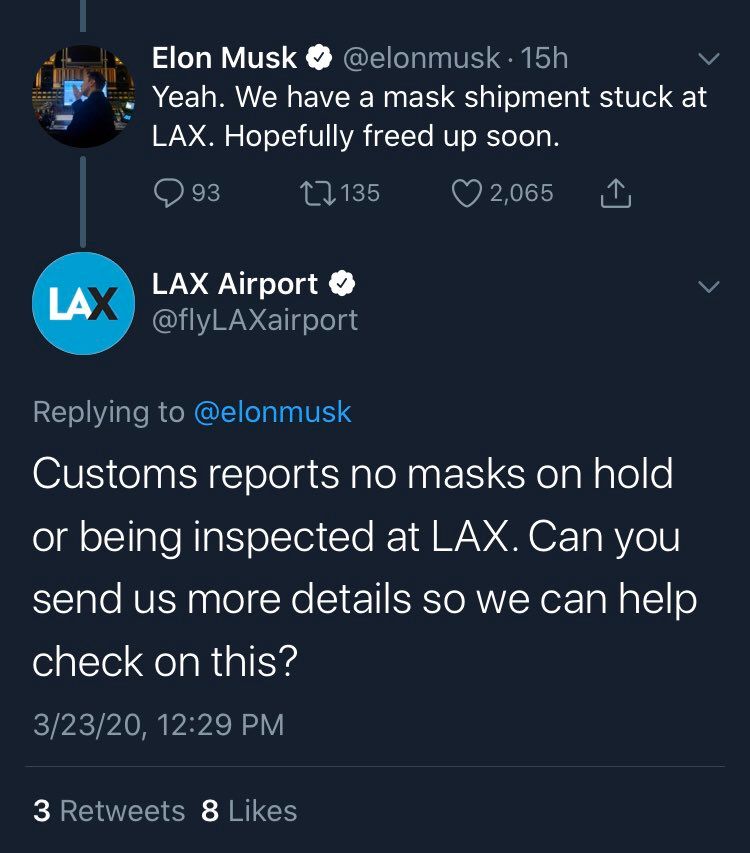 Elon Musk @elonmusk · 15h
Yeah. We have a mask shipment stuck at
LAX. Hopefully freed up soon.
93 135 2,065
LAX
LAX Airport
@flyLAXairport
Replying to @elonmusk
Customs reports no masks on hold
or being inspected at LAX. Can you
send us more details so we can help
check on this?
3/23/20, 12:29 PM
3 Retweets 8 Likes